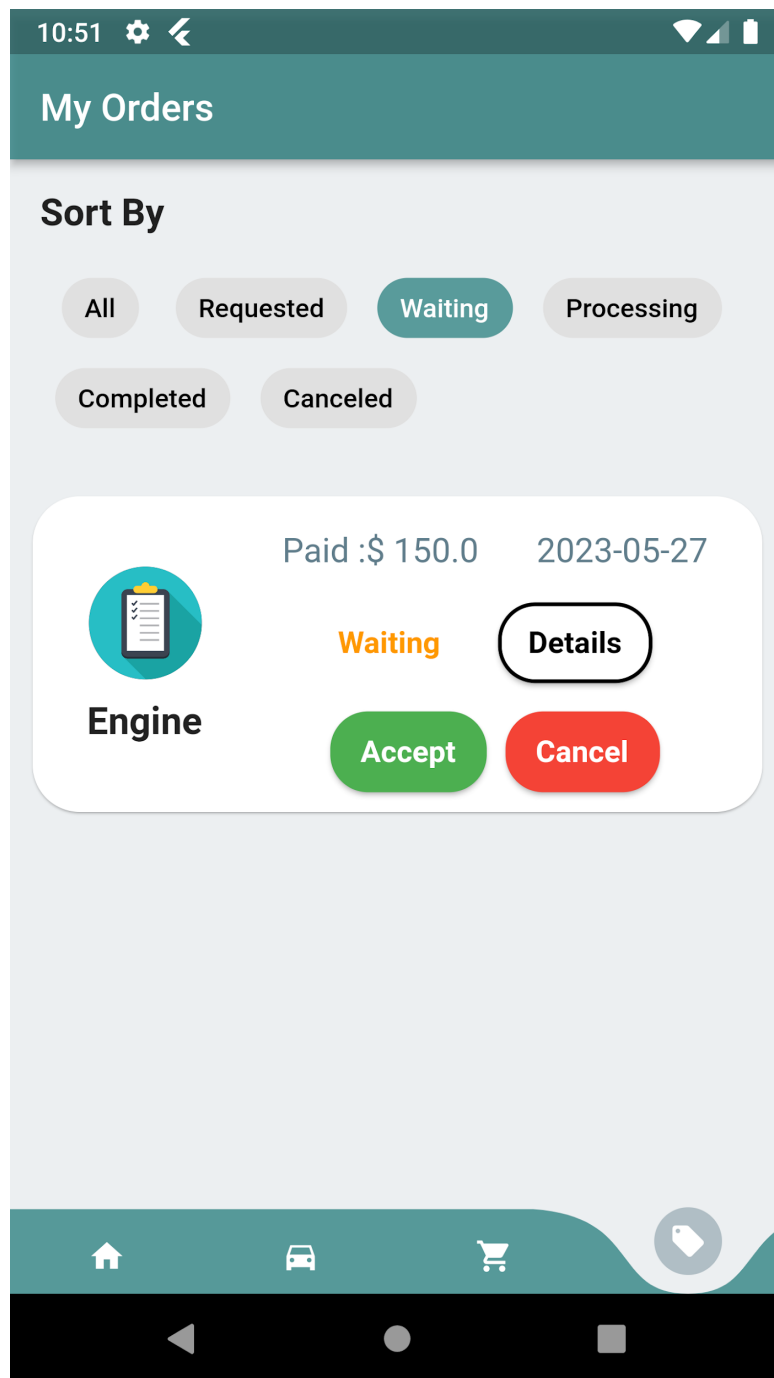 10:51
My Orders
Sort By
All Requested Waiting Processing
Completed Canceled
Paid :$ 150.0 2023-05-27
Waiting Details
Engine
Accept Cancel